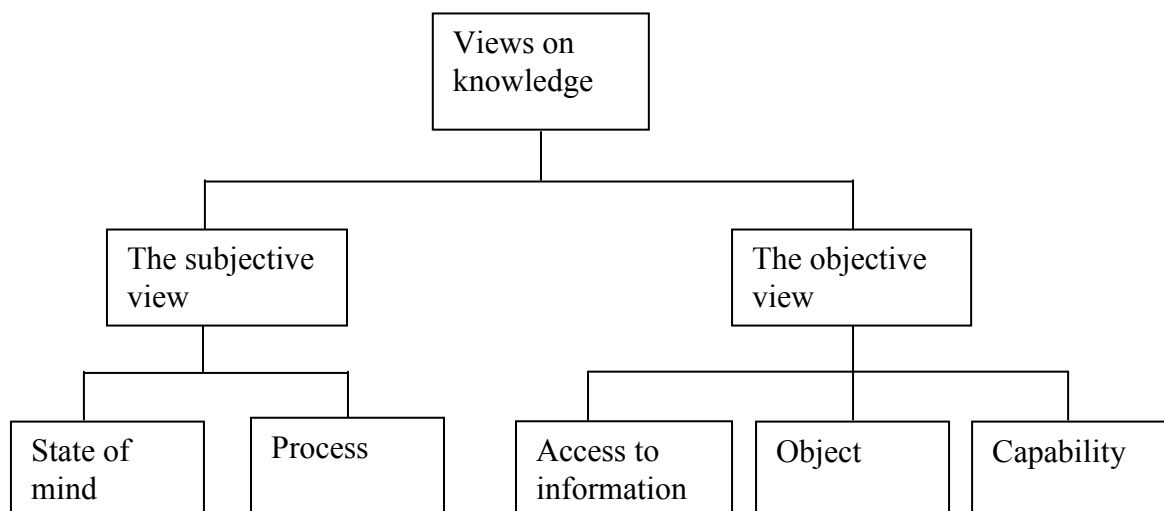 Views on
knowledge
The subjective
view
The objective
view
State of
mind
Process
Access to
information
Object
Capability